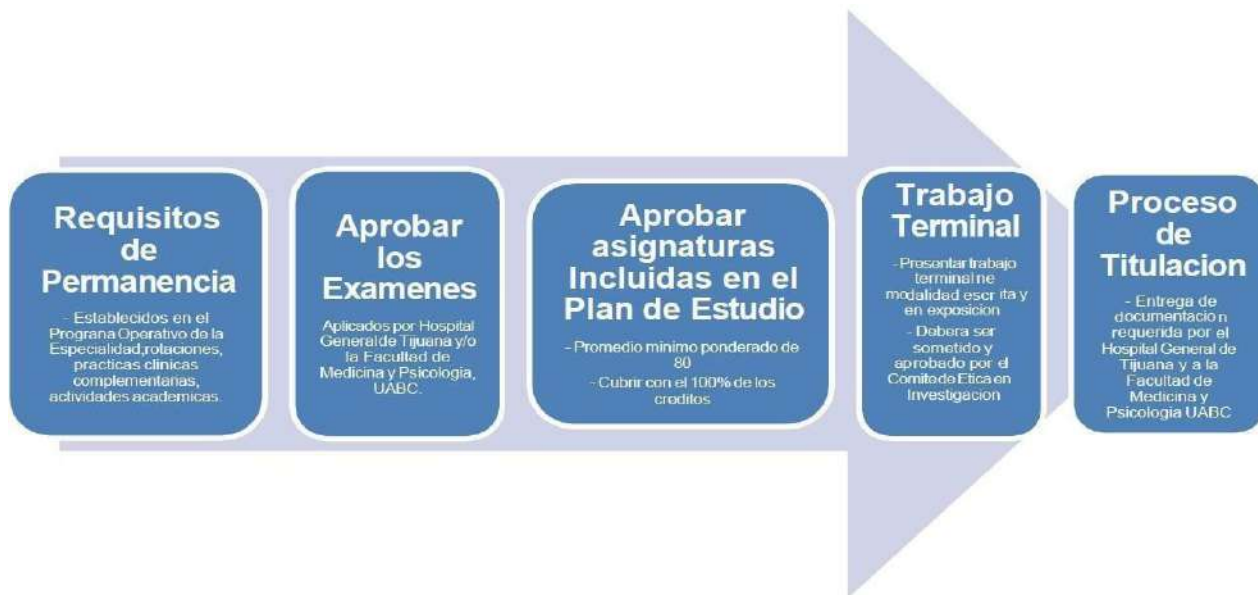 Requisitos
de
Permanencia
- Establecidos en el
Programa Operativo de la
Especialidad,rotaciones,
practicas clinicas
complementarias,
actividades academicas.
Aprobar
los
Examenes
Aplicados por Hospital
General de Tijuana y/o la
Facultad de
Medicina y Psicologia,
UABC.
Aprobar
asignaturas
Incluidas en el
Plan de Estudio
- Promedio minimo ponderado de
80
- Cubrir con el 100% de los
creditos
Trabajo
Terminal
- Presentar trabajo
terminal ne
modalidad escrita y
en exposicion
- Debera ser
sometido y
aprobado por el
Comite de Etica en
Investigacion
Proceso
de
Titulacion
- Entrega de
documentacion
requerida por el
Hospital General de
Tijuana y a la
Facultad de
Medicina y
Psicologia UABC